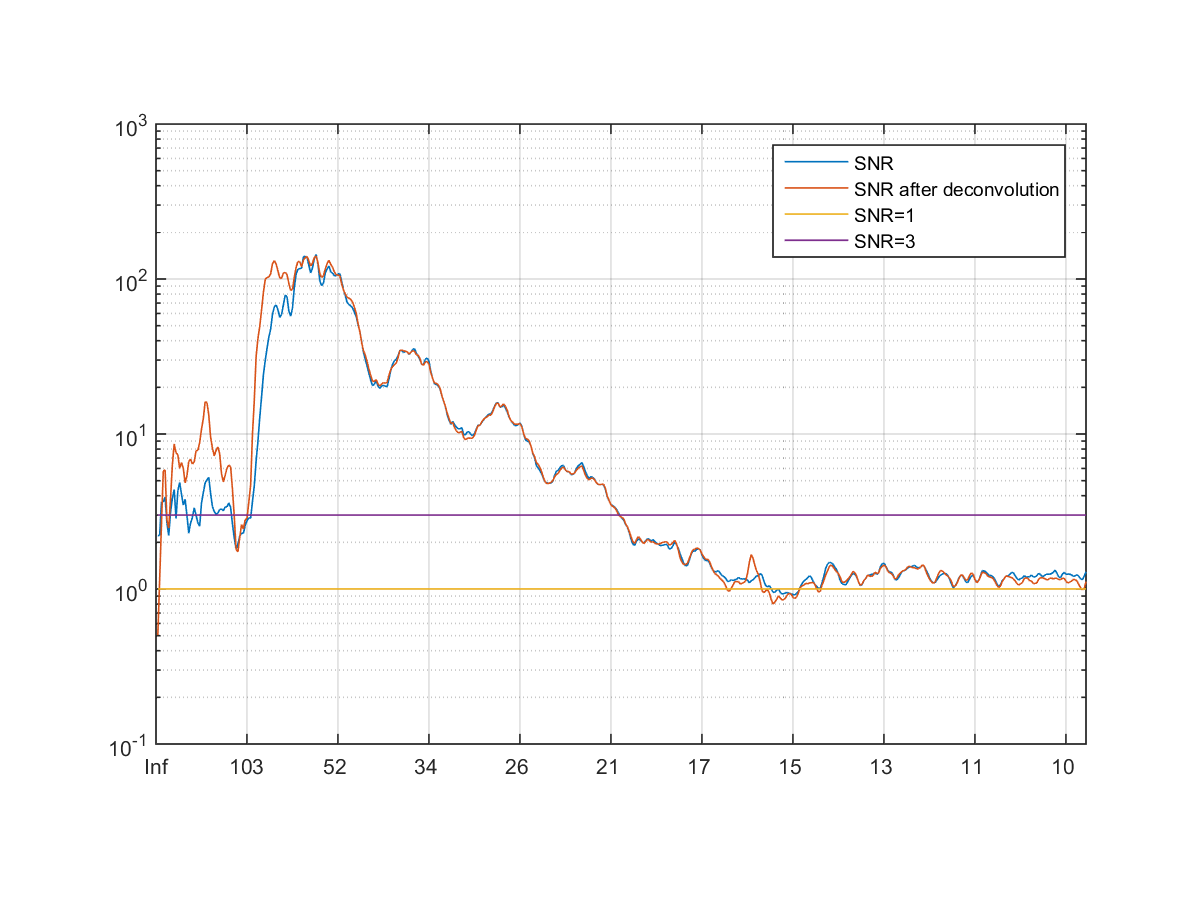 10^3
SNR
SNR after deconvolution
SNR=1
SNR=3
10^2
10^1
10^0
10^-1
Inf 103 52 34 26 21 17 15 13 11 10